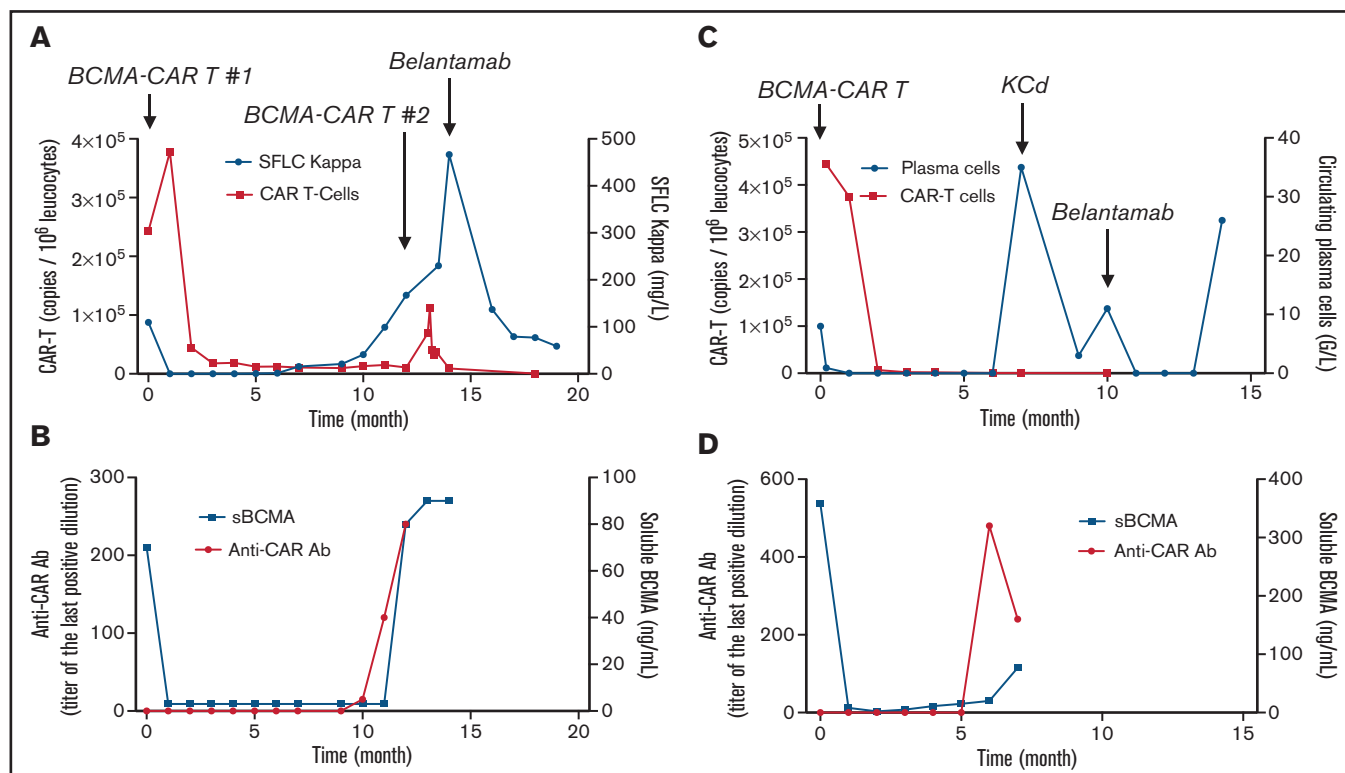 A
BCMA-CAR T #1
Belantamab
BCMA-CAR T #2
4×10⁵
3×10⁵
2×10⁵
1×10⁵
0
CAR-T (copies / 10⁶ leucocytes)
SFLC Kappa
CAR T-Cells
500
400
300
200
100
0
SFLC Kappa (mg/L)
0 5 10 15 20
Time (month)
C
BCMA-CAR T
KCd
Belantamab
5×10⁵
4×10⁵
3×10⁵
2×10⁵
1×10⁵
0
CAR-T (copies / 10⁶ leucocytes)
Plasma cells
CAR-T cells
40
30
20
10
0
Circulating plasma cells (G/L)
0 5 10 15
Time (month)
B
300
200
100
0
Anti-CAR Ab
(titer of the last positive dilution)
sBCMA
Anti-CAR Ab
100
80
60
40
20
0
Soluble BCMA (ng/mL)
0 5 10 15 20
Time (month)
D
600
400
200
0
Anti-CAR Ab
(titer of the last positive dilution)
sBCMA
Anti-CAR Ab
400
300
200
100
0
Soluble BCMA (ng/mL)
0 5 10 15
Time (month)